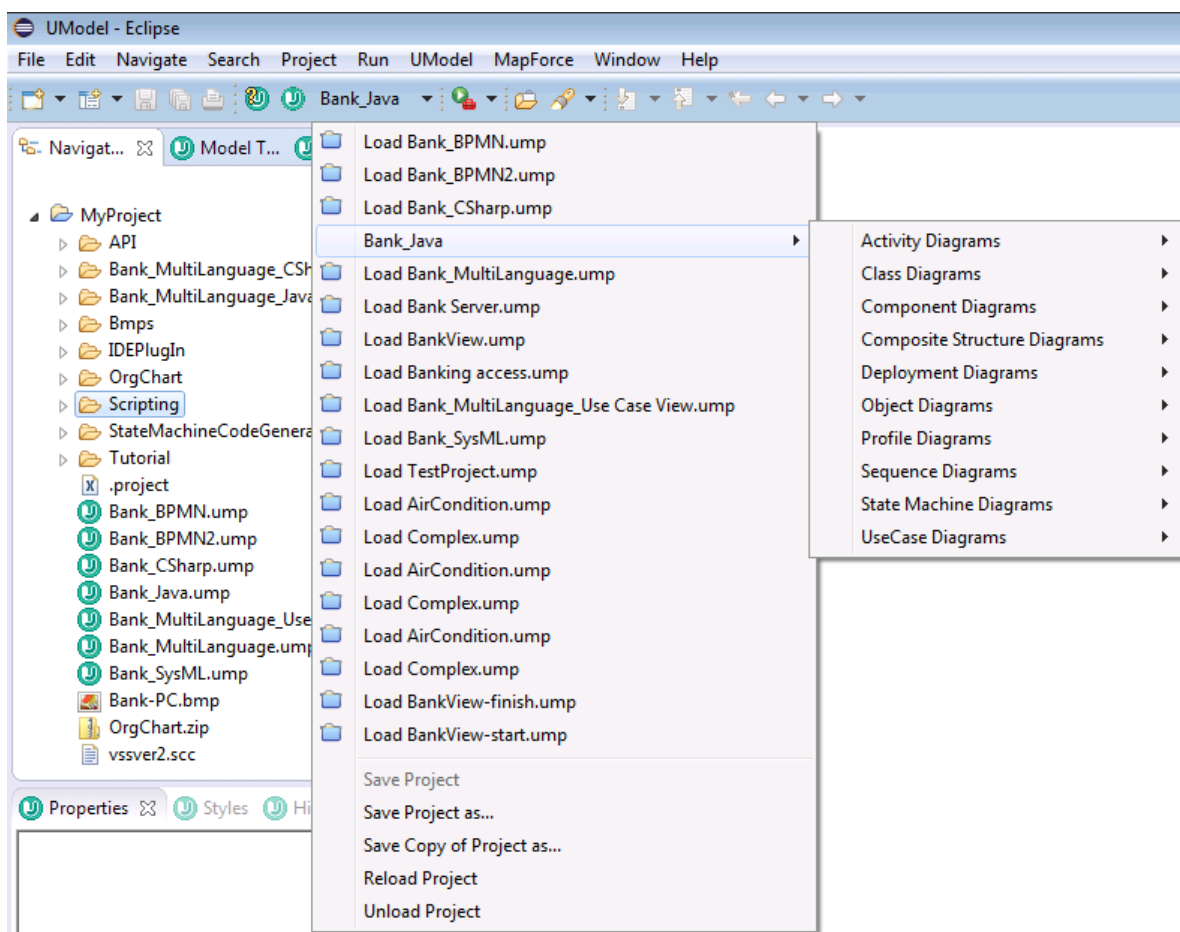 UModel - Eclipse
File Edit Navigate Search Project Run UModel MapForce Window Help
Bank_Java
Navigat... Model T...
MyProject
API
Bank_MultiLanguage_CSh
Bank_MultiLanguage_Java
Bmps
IDEPlugIn
OrgChart
Scripting
StateMachineCodeGenera
Tutorial
.project
Bank_BPMN.ump
Bank_BPMN2.ump
Bank_CSharp.ump
Bank_Java.ump
Bank_MultiLanguage_Use
Bank_MultiLanguage.ump
Bank_SysML.ump
Bank-PC.bmp
OrgChart.zip
vssver2.scc
Properties Styles Hi
Load Bank_BPMN.ump
Load Bank_BPMN2.ump
Load Bank_CSharp.ump
Bank_Java
Load Bank_MultiLanguage.ump
Load Bank Server.ump
Load BankView.ump
Load Banking access.ump
Load Bank_MultiLanguage_Use Case View.ump
Load Bank_SysML.ump
Load TestProject.ump
Load AirCondition.ump
Load Complex.ump
Load AirCondition.ump
Load Complex.ump
Load AirCondition.ump
Load Complex.ump
Load BankView-finish.ump
Load BankView-start.ump
Save Project
Save Project as...
Save Copy of Project as...
Reload Project
Unload Project
Activity Diagrams
Class Diagrams
Component Diagrams
Composite Structure Diagrams
Deployment Diagrams
Object Diagrams
Profile Diagrams
Sequence Diagrams
State Machine Diagrams
UseCase Diagrams